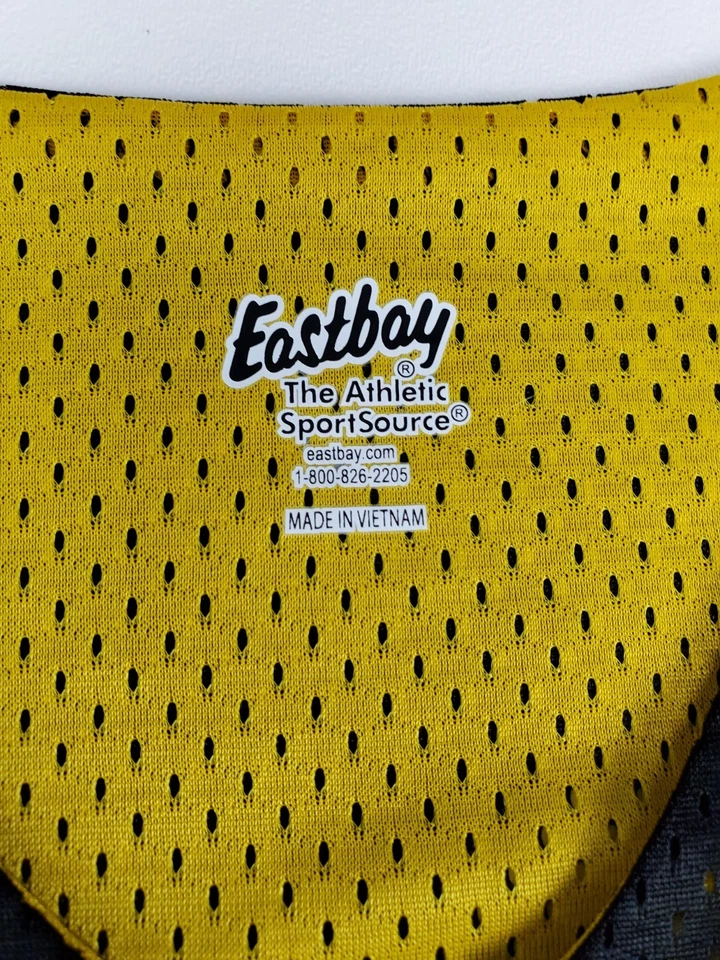 Eastbay®
The Athletic
SportSource®
eastbay.com
1-800-826-2205
MADE IN VIETNAM